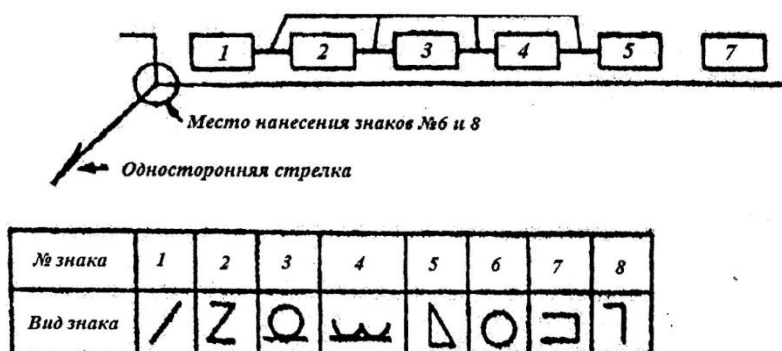 1 2 3 4 5 7
Место нанесения знаков №6 и 8
Односторонняя стрелка
№ знака 1 2 3 4 5 6 7 8
Вид знака